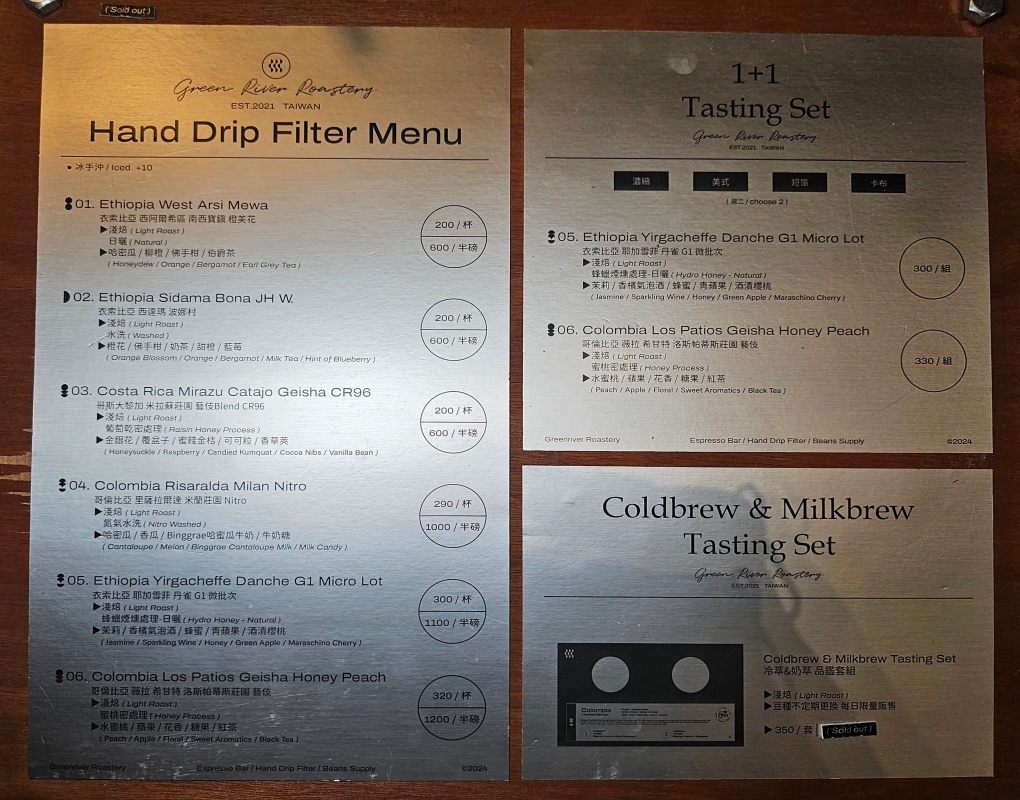 ( Sold out )
Green River Roastery
EST.2021 TAIWAN
Hand Drip Filter Menu
● 冰手沖 / Iced +10
01. Ethiopia West Arsi Mewa
衣索比亞 西阿爾希區 南西寶鎮 橙美花
▶淺焙 ( Light Roast )
日曬 ( Natural )
▶哈密瓜 / 柳橙 / 佛手柑 / 伯爵茶
( Honeydew / Orange / Bergamot / Earl Grey Tea )
200 / 杯
600 / 半磅
02. Ethiopia Sidama Bona JH W.
衣索比亞 西達瑪 波娜村
▶淺焙 ( Light Roast )
水洗 ( Washed )
▶橙花 / 佛手柑 / 奶茶 / 甜橙 / 藍莓
( Orange Blossom / Orange / Bergamot / Milk Tea / Hint of Blueberry )
200 / 杯
600 / 半磅
03. Costa Rica Mirazu Catajo Geisha CR96
哥斯大黎加 米拉蘇莊園 藝伎Blend CR96
▶淺焙 ( Light Roast )
葡萄乾密處理 ( Raisin Honey Process )
▶金銀花 / 覆盆子 / 蜜餞金桔 / 可可粒 / 香草莢
( Honeysuckle / Raspberry / Candied Kumquat / Cocoa Nibs / Vanilla Bean )
200 / 杯
600 / 半磅
04. Colombia Risaralda Milan Nitro
哥倫比亞 里薩拉爾達 米蘭莊園 Nitro
▶淺焙 ( Light Roast )
氮氣水洗 ( Nitro Washed )
▶哈密瓜 / 香瓜 / Binggrae哈蜜瓜牛奶 / 牛奶糖
( Cantaloupe / Melon / Binggrae Cantaloupe Milk / Milk Candy )
290 / 杯
1000 / 半磅
05. Ethiopia Yirgacheffe Danche G1 Micro Lot
衣索比亞 耶加雪菲 丹雀 G1 微批次
▶淺焙 ( Light Roast )
蜂蠟煙燻處理-日曬 ( Hydro Honey - Natural )
▶茉莉 / 香檳氣泡酒 / 蜂蜜 / 靑蘋果 / 酒漬櫻桃
( Jasmine / Sparkling Wine / Honey / Green Apple / Maraschino Cherry )
300 / 杯
1100 / 半磅
06. Colombia Los Patios Geisha Honey Peach
哥倫比亞 薇拉 希甘特 洛斯帕蒂斯莊園 藝伎
▶淺焙 ( Light Roast )
蜜桃密處理 ( Honey Process )
▶水蜜桃 / 蘋果 / 花香 / 糖果 / 紅茶
( Peach / Apple / Floral / Sweet Aromatics / Black Tea )
320 / 杯
1200 / 半磅
Greenriver Roastery Espresso Bar / Hand Drip Filter / Beans Supply ©2024
1+1
Tasting Set
Green River Roastery
EST.2021 TAIWAN
濃縮 美式 短笛 卡布
( 選二 / choose 2 )
05. Ethiopia Yirgacheffe Danche G1 Micro Lot
衣索比亞 耶加雪菲 丹雀 G1 微批次
▶淺焙 ( Light Roast )
蜂蠟煙燻處理-日曬 ( Hydro Honey - Natural )
▶茉莉 / 香檳氣泡酒 / 蜂蜜 / 靑蘋果 / 酒漬櫻桃
( Jasmine / Sparkling Wine / Honey / Green Apple / Maraschino Cherry )
300 / 組
06. Colombia Los Patios Geisha Honey Peach
哥倫比亞 薇拉 希甘特 洛斯帕蒂斯莊園 藝伎
▶淺焙 ( Light Roast )
蜜桃密處理 ( Honey Process )
▶水蜜桃 / 蘋果 / 花香 / 糖果 / 紅茶
( Peach / Apple / Floral / Sweet Aromatics / Black Tea )
330 / 組
Greenriver Roastery Espresso Bar / Hand Drip Filter / Beans Supply ©2024
Coldbrew & Milkbrew
Tasting Set
Green River Roastery
EST.2021 TAIWAN
Colombia
Coldbrew & Milkbrew Tasting Set
冷萃&奶萃 品鑑套組
▶淺焙 ( Light Roast )
▶豆種不定期更換 每日限量販售
▶ 350 / 套 ( Sold out )